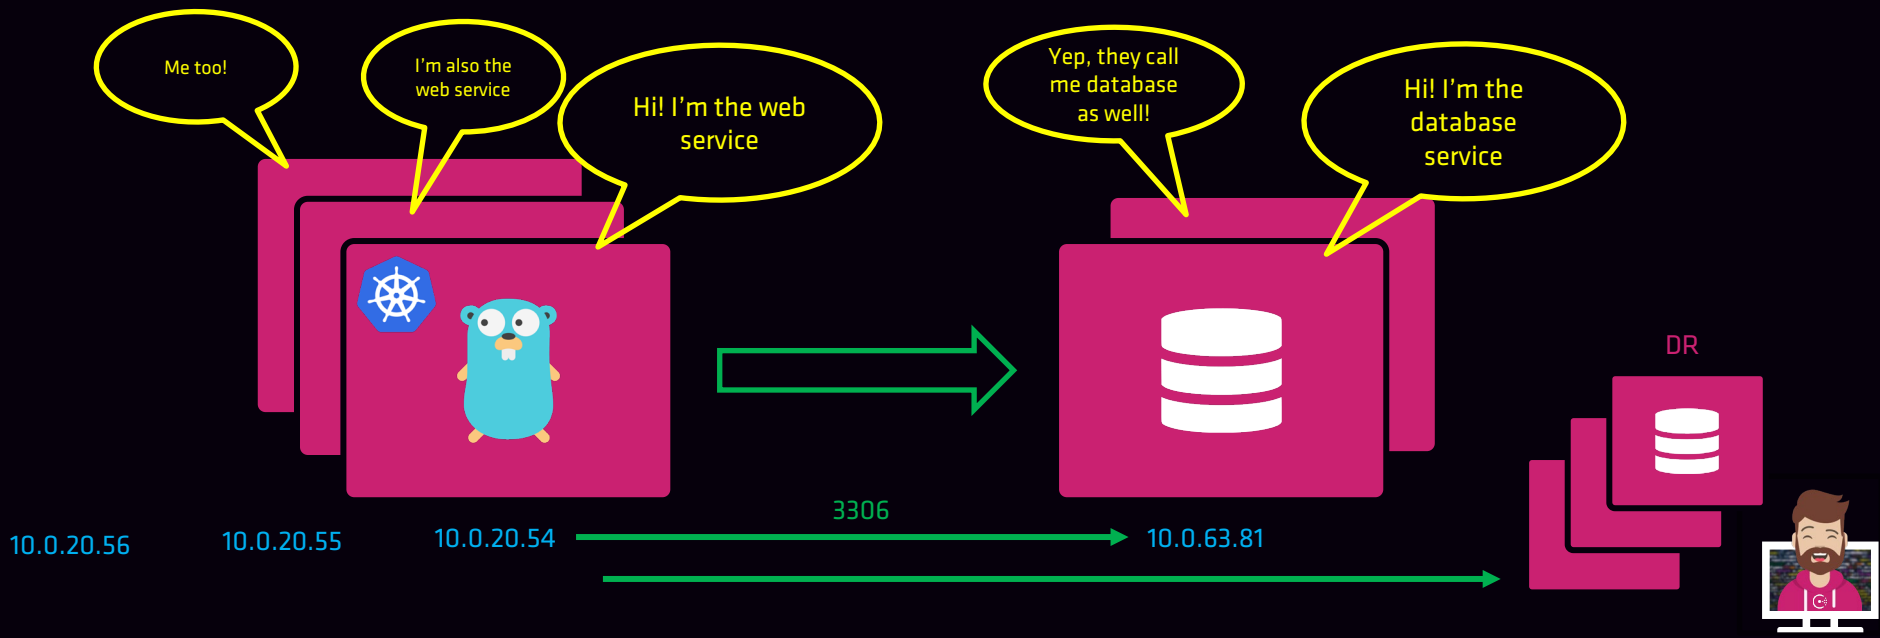 Me too!
I'm also the
web service
Hi! I'm the web
service
Yep, they call
me database
as well!
Hi! I'm the
database
service
DR
3306
10.0.20.56
10.0.20.55
10.0.20.54
10.0.63.81